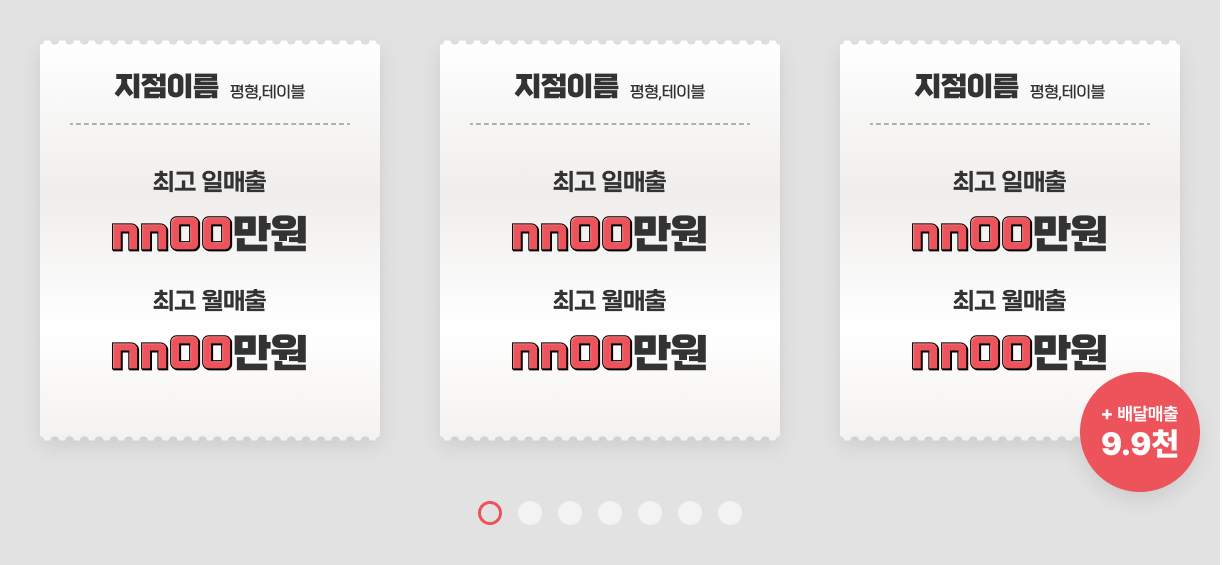 지점이름 평형,테이블
최고 일매출
nn00만원
최고 월매출
nn00만원
지점이름 평형,테이블
최고 일매출
nn00만원
최고 월매출
nn00만원
지점이름 평형,테이블
최고 일매출
nn00만원
최고 월매출
nn00만원
+ 배달매출
9.9천